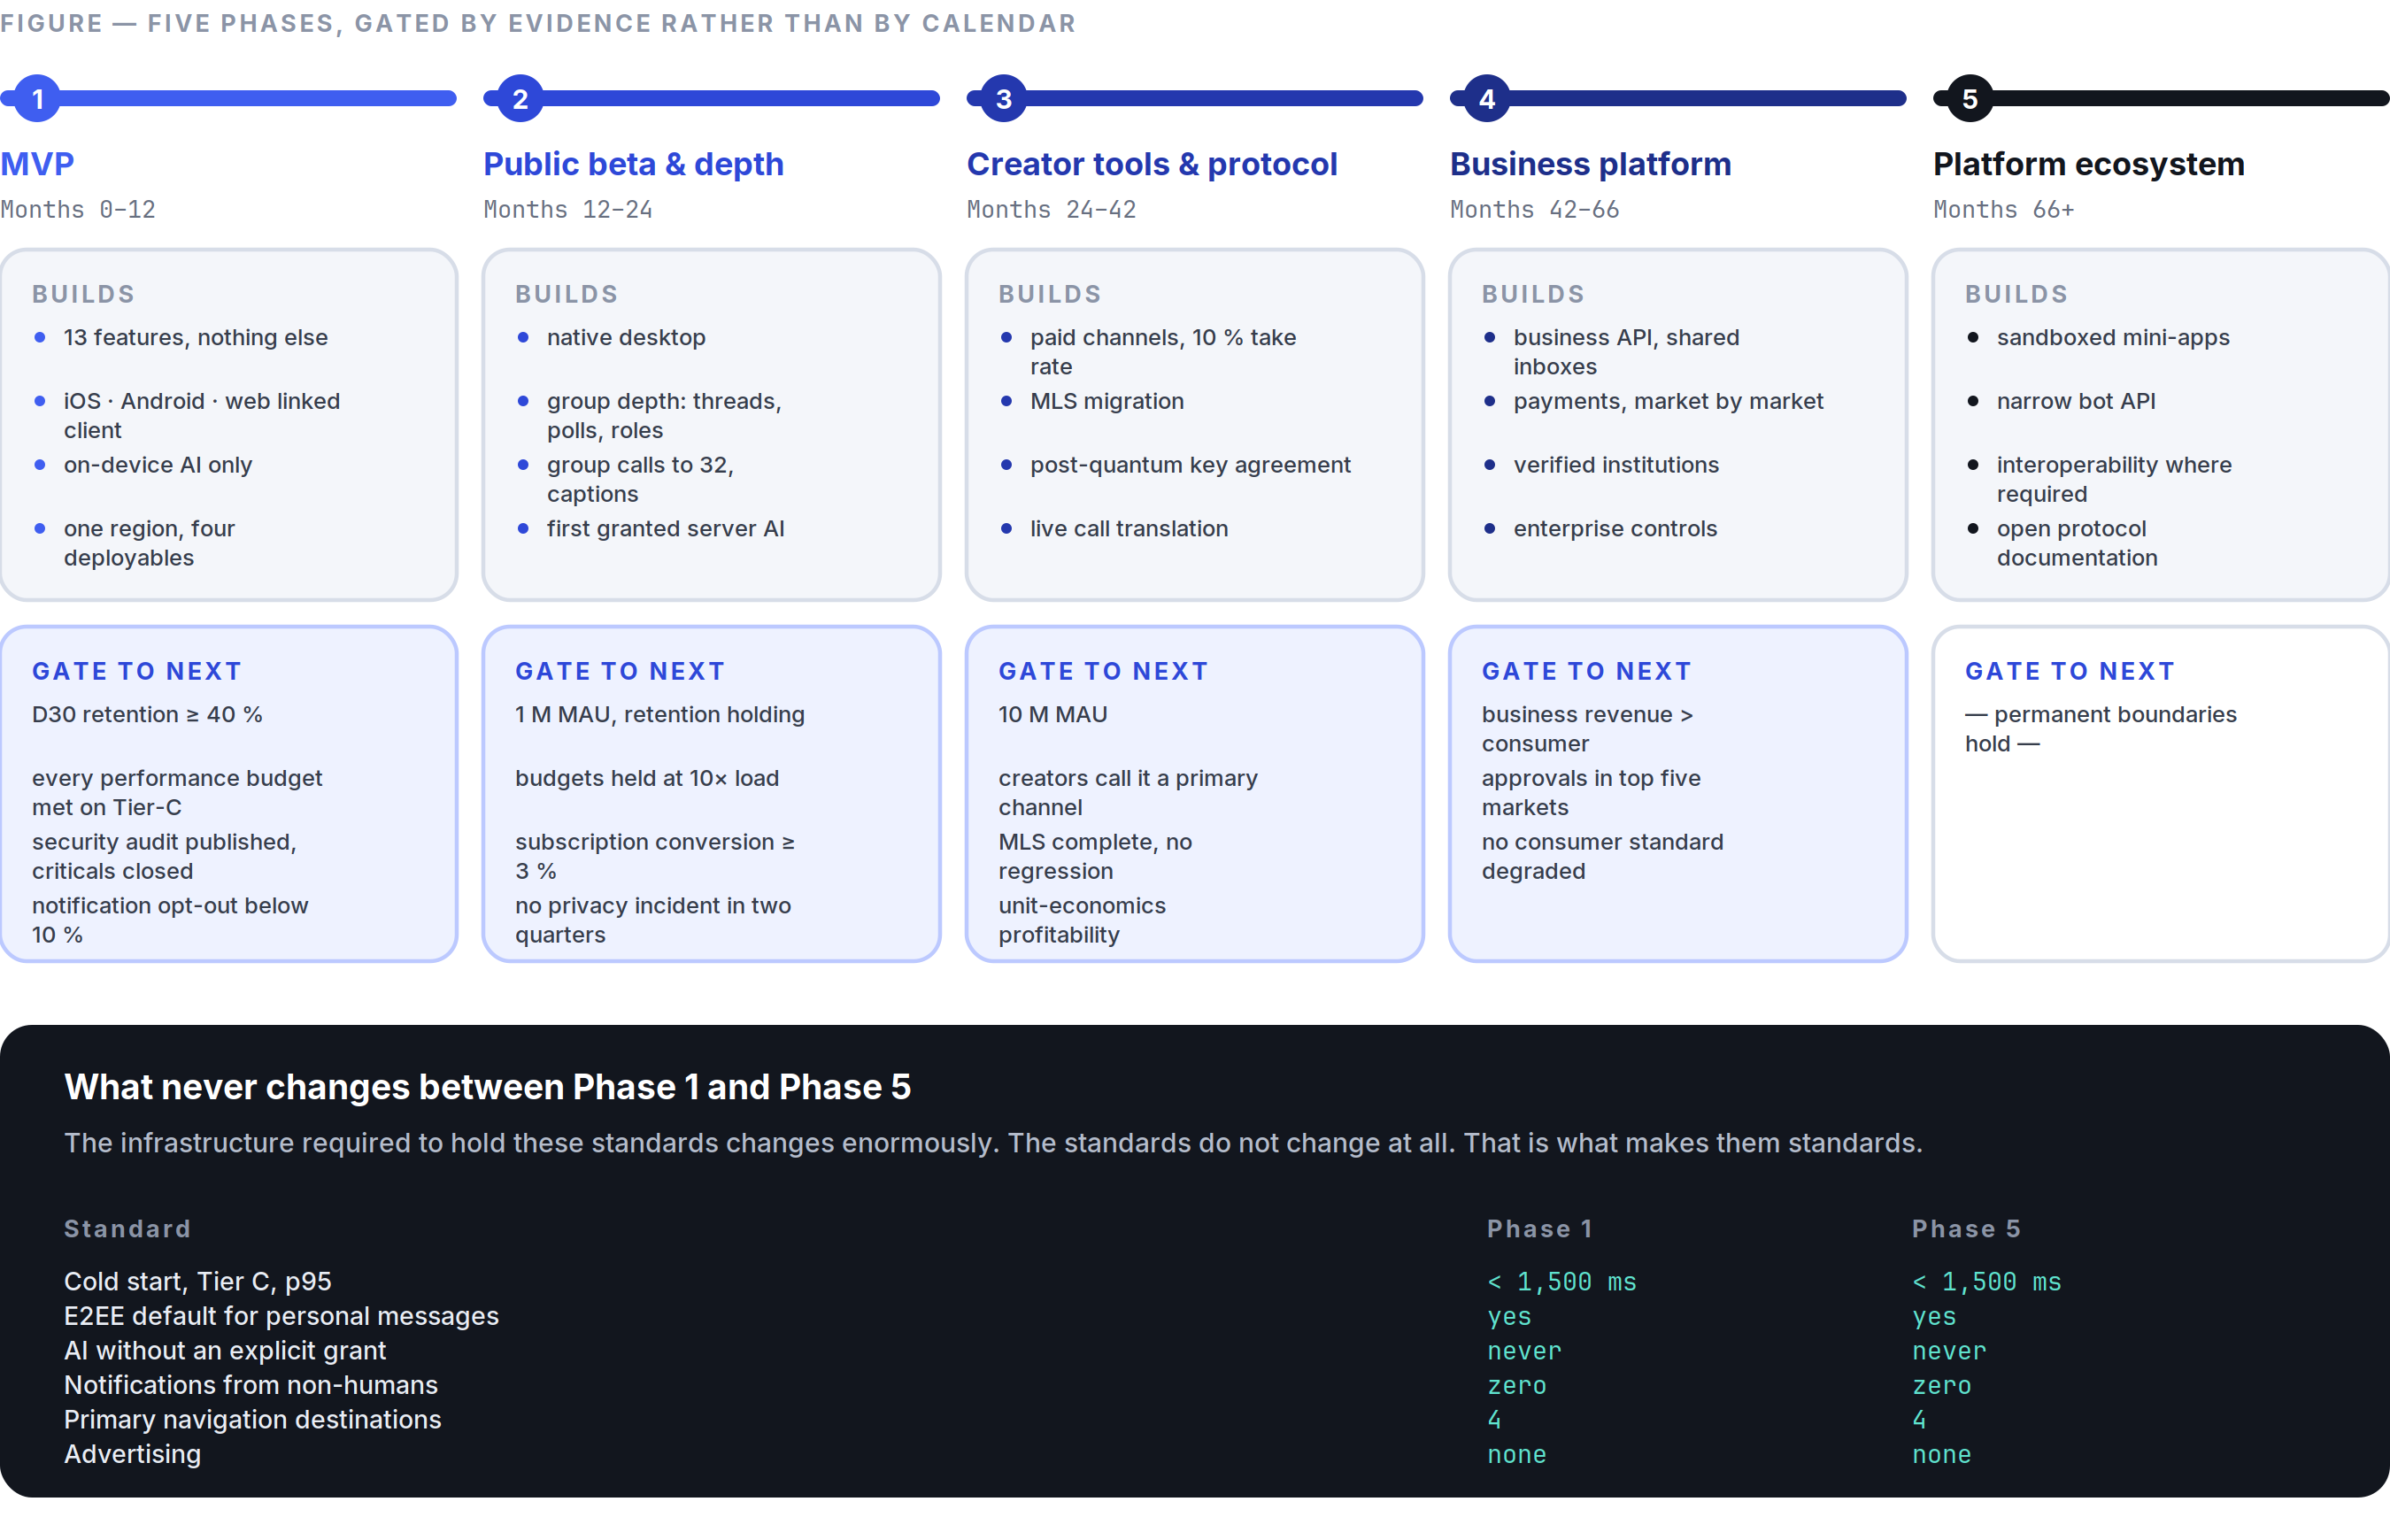 FIGURE — FIVE PHASES, GATED BY EVIDENCE RATHER THAN BY CALENDAR
1
MVP
Months 0–12
BUILDS
13 features, nothing else
iOS · Android · web linked
client
on-device AI only
one region, four
deployables
GATE TO NEXT
D30 retention ≥ 40 %
every performance budget
met on Tier-C
security audit published,
criticals closed
notification opt-out below
10 %
2
Public beta & depth
Months 12–24
BUILDS
native desktop
group depth: threads,
polls, roles
group calls to 32,
captions
first granted server AI
GATE TO NEXT
1 M MAU, retention holding
budgets held at 10× load
subscription conversion ≥
3 %
no privacy incident in two
quarters
3
Creator tools & protocol
Months 24–42
BUILDS
paid channels, 10 % take
rate
MLS migration
post-quantum key agreement
live call translation
GATE TO NEXT
10 M MAU
creators call it a primary
channel
MLS complete, no
regression
unit-economics
profitability
4
Business platform
Months 42–66
BUILDS
business API, shared
inboxes
payments, market by market
verified institutions
enterprise controls
GATE TO NEXT
business revenue >
consumer
approvals in top five
markets
no consumer standard
degraded
5
Platform ecosystem
Months 66+
BUILDS
sandboxed mini-apps
narrow bot API
interoperability where
required
open protocol
documentation
GATE TO NEXT
— permanent boundaries
hold —
What never changes between Phase 1 and Phase 5
The infrastructure required to hold these standards changes enormously. The standards do not change at all. That is what makes them standards.
Standard Phase 1 Phase 5
Cold start, Tier C, p95 < 1,500 ms < 1,500 ms
E2EE default for personal messages yes yes
AI without an explicit grant never never
Notifications from non-humans zero zero
Primary navigation destinations 4 4
Advertising none none